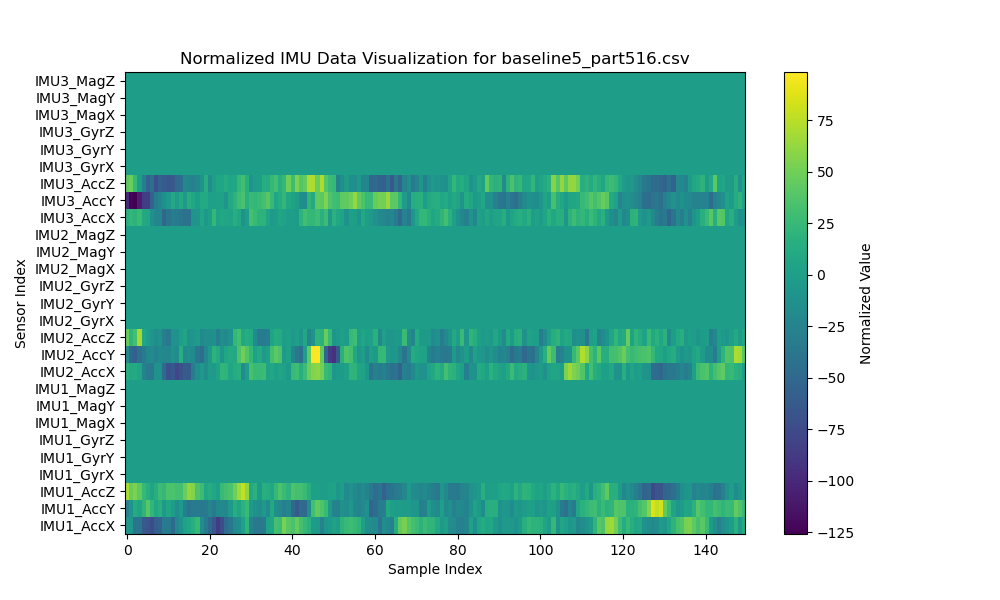 Normalized IMU Data Visualization for baseline5_part516.csv
IMU3_MagZ
IMU3_MagY
IMU3_MagX
IMU3_GyrZ
IMU3_GyrY
IMU3_GyrX
IMU3_AccZ
IMU3_AccY
IMU3_AccX
IMU2_MagZ
IMU2_MagY
IMU2_MagX
IMU2_GyrZ
IMU2_GyrY
IMU2_GyrX
IMU2_AccZ
IMU2_AccY
IMU2_AccX
IMU1_MagZ
IMU1_MagY
IMU1_MagX
IMU1_GyrZ
IMU1_GyrY
IMU1_GyrX
IMU1_AccZ
IMU1_AccY
IMU1_AccX
Sensor Index
0 20 40 60 80 100 120 140
Sample Index
75
50
25
0
−25
−50
−75
−100
−125
Normalized Value